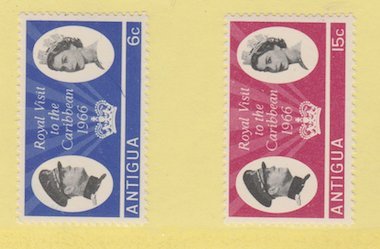 6c
Royal Visit
to the
Caribbean
1966
ANTIGUA
15c
Royal Visit
to the
Caribbean
1966
ANTIGUA